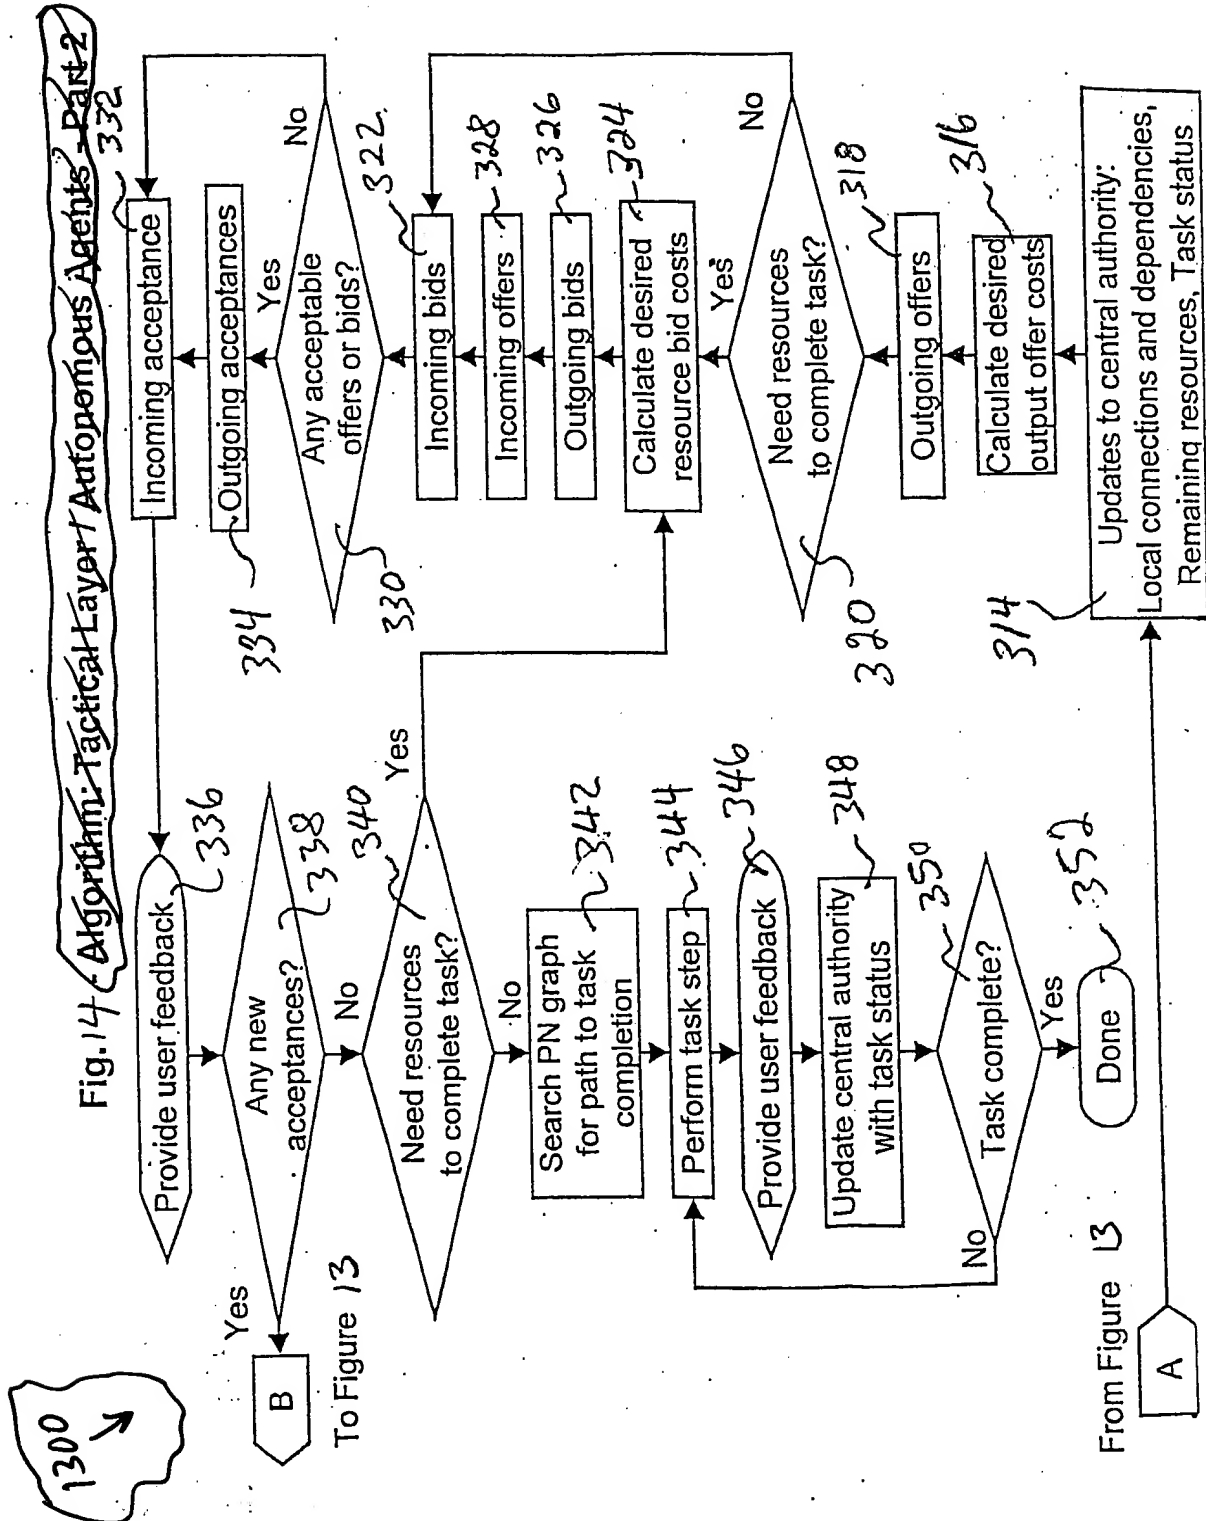 1300
Fig. 14 - Algorithm: Tactical Layer / Autonomous Agents - Part 2
Provide user feedback
336
Any new
acceptances?
338
Yes
B
To Figure 13
No
Need resources
to complete task?
340
Yes
No
Search PN graph
for path to task
completion
342
Perform task step
344
Provide user feedback
346
Update central authority
with task status
348
Task complete?
350
No
Yes
Done
352
From Figure 13
A
Incoming acceptance
332
Outgoing acceptances
334
Yes
No
Any acceptable
offers or bids?
330
Incoming bids
322
Incoming offers
328
Outgoing bids
326
Calculate desired
resource bid costs
324
Yes
No
Need resources
to complete task?
320
Outgoing offers
318
Calculate desired
output offer costs
316
Updates to central authority:
Local connections and dependencies,
Remaining resources, Task status
314